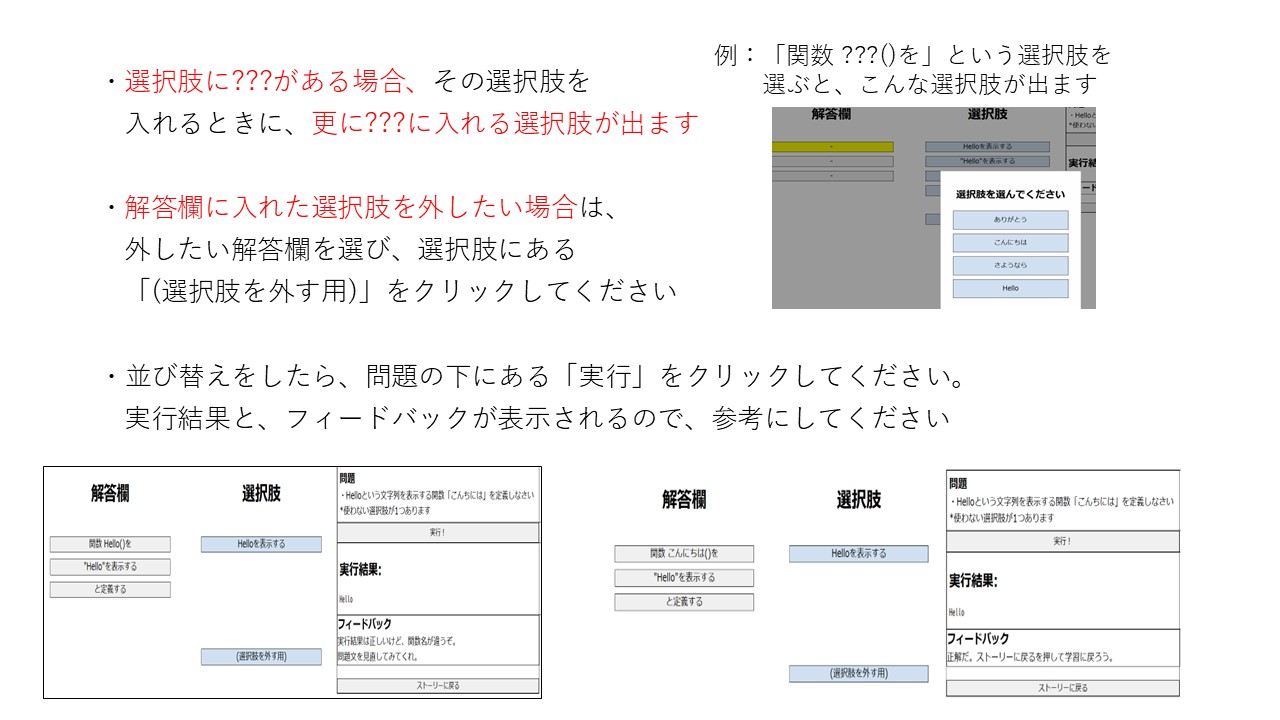 ・選択肢に???がある場合、その選択肢を
入れるときに、更に???に入れる選択肢が出ます
・解答欄に入れた選択肢を外したい場合は、
外したい解答欄を選び、選択肢にある
「(選択肢を外す用)」をクリックしてください
例：「関数 ???()を」という選択肢を
選ぶと、こんな選択肢が出ます
解答欄
選択肢
-
-
-
Helloを表示する
"Hello"を表示する
・Hello
*使わない
実行結
選択肢を選んでください
ありがとう
こんにちは
さようなら
Hello
・並び替えをしたら、問題の下にある「実行」をクリックしてください。
実行結果と、フィードバックが表示されるので、参考にしてください
解答欄
関数 Hello()を
"Hello"を表示する
と定義する
選択肢
Helloを表示する
(選択肢を外す用)
問題
・Helloという文字列を表示する関数「こんちには」を定義しなさい
*使わない選択肢が1つあります
実行！
実行結果:
Hello
フィードバック
実行結果は正しいけど、関数名が違うぞ。
問題文を見直してみてくれ。
ストーリーに戻る
解答欄
関数 こんにちは()を
"Hello"を表示する
と定義する
選択肢
Helloを表示する
(選択肢を外す用)
問題
・Helloという文字列を表示する関数「こんちには」を定義しなさい
*使わない選択肢が1つあります
実行！
実行結果:
Hello
フィードバック
正解だ。ストーリーに戻るを押して学習に戻ろう。
ストーリーに戻る